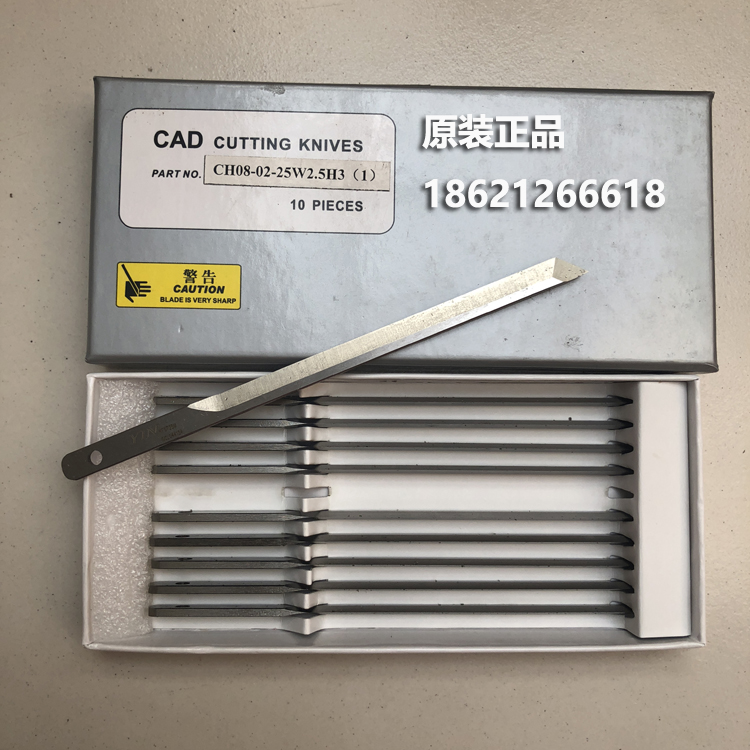 CAD CUTTING KNIVES
PART NO. CH08-02-25W2.5H3（1）
10 PIECES
原装正品
18621266618
警告
CAUTION
BLADE IS VERY SHARP